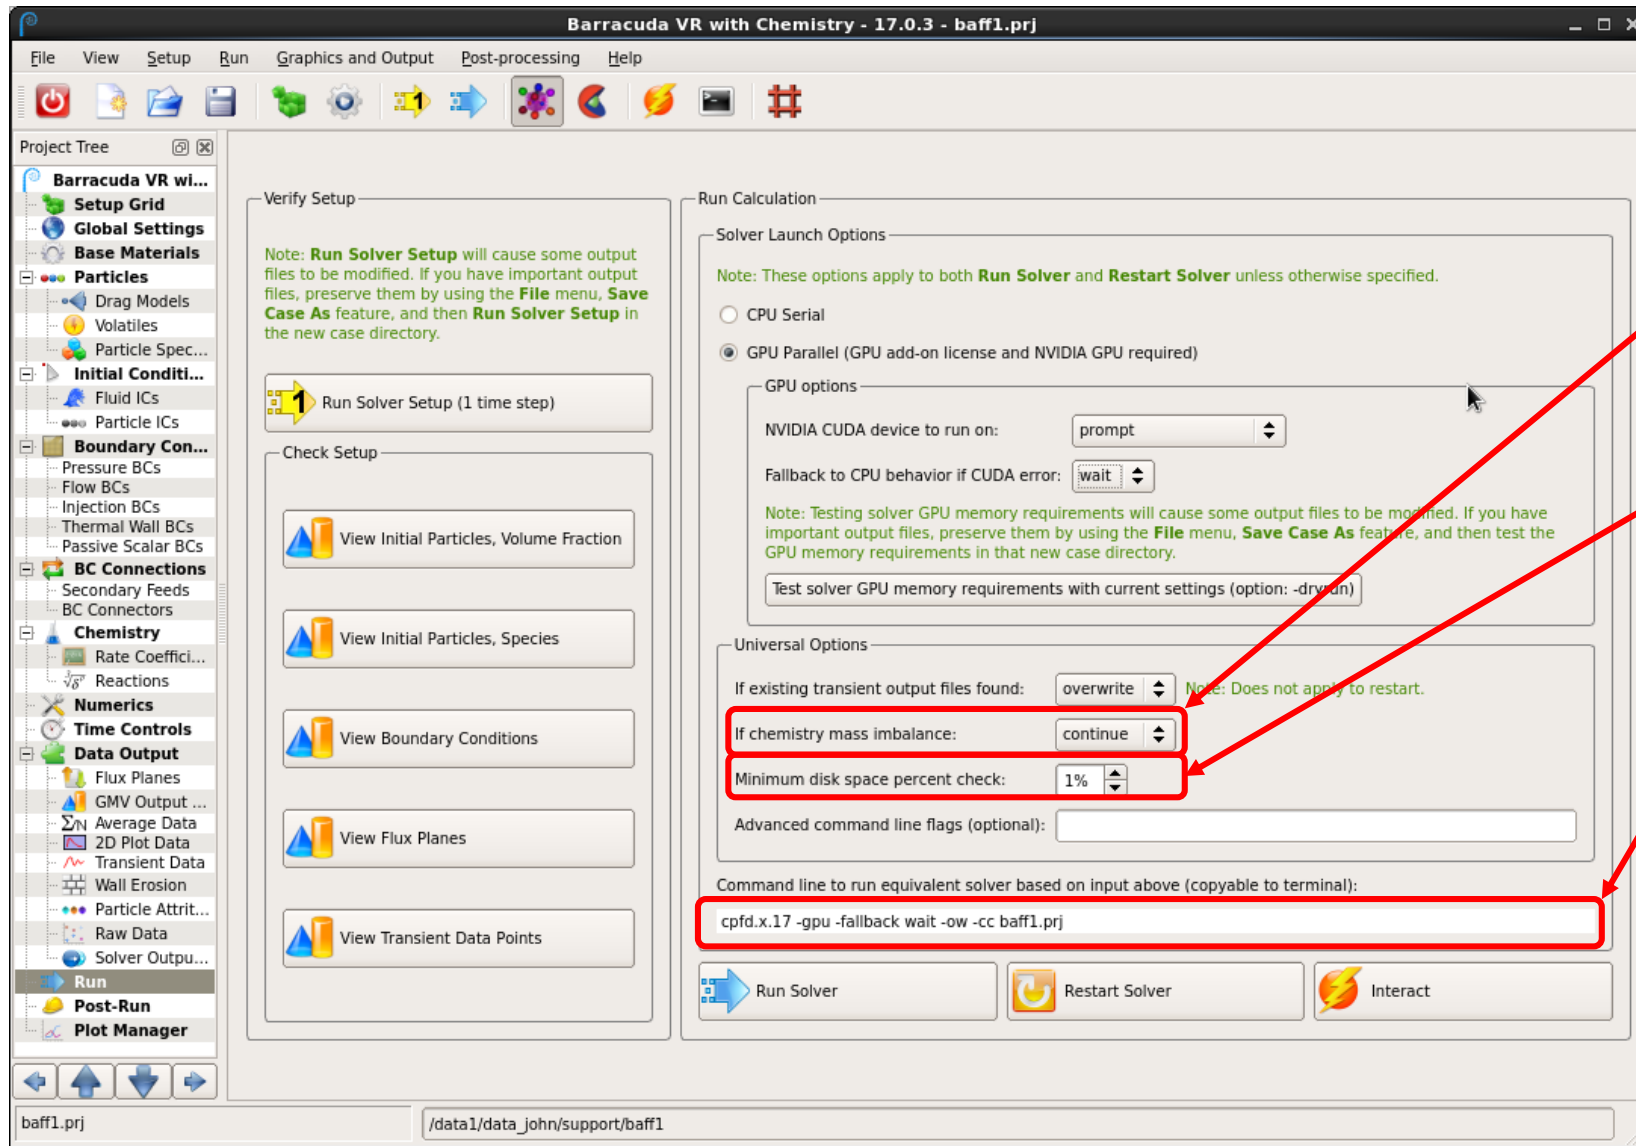 Barracuda VR with Chemistry - 17.0.3 - baff1.prj
File View Setup Run Graphics and Output Post-processing Help
Project Tree
Barracuda VR wi...
Setup Grid
Global Settings
Base Materials
Particles
Drag Models
Volatiles
Particle Spec...
Initial Conditi...
Fluid ICs
Particle ICs
Boundary Con...
Pressure BCs
Flow BCs
Injection BCs
Thermal Wall BCs
Passive Scalar BCs
BC Connections
Secondary Feeds
BC Connectors
Chemistry
Rate Coeffici...
Reactions
Numerics
Time Controls
Data Output
Flux Planes
GMV Output ...
Average Data
2D Plot Data
Transient Data
Wall Erosion
Particle Attrit...
Raw Data
Solver Outpu...
Run
Post-Run
Plot Manager
Verify Setup
Note: Run Solver Setup will cause some output
files to be modified. If you have important output
files, preserve them by using the File menu, Save
Case As feature, and then Run Solver Setup in
the new case directory.
1 Run Solver Setup (1 time step)
Check Setup
View Initial Particles, Volume Fraction
View Initial Particles, Species
View Boundary Conditions
View Flux Planes
View Transient Data Points
Run Calculation
Solver Launch Options
Note: These options apply to both Run Solver and Restart Solver unless otherwise specified.
CPU Serial
GPU Parallel (GPU add-on license and NVIDIA GPU required)
GPU options
NVIDIA CUDA device to run on: prompt
Fallback to CPU behavior if CUDA error: wait
Note: Testing solver GPU memory requirements will cause some output files to be modified. If you have
important output files, preserve them by using the File menu, Save Case As feature, and then test the
GPU memory requirements in that new case directory.
Test solver GPU memory requirements with current settings (option: -dryrun)
Universal Options
If existing transient output files found: overwrite Note: Does not apply to restart.
If chemistry mass imbalance: continue
Minimum disk space percent check: 1%
Advanced command line flags (optional):
Command line to run equivalent solver based on input above (copyable to terminal):
cpfd.x.17 -gpu -fallback wait -ow -cc baff1.prj
Run Solver Restart Solver Interact
baff1.prj /data1/data_john/support/baff1